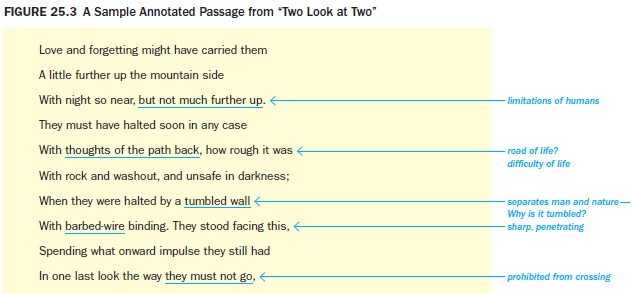 FIGURE 25.3 A Sample Annotated Passage from “Two Look at Two”
Love and forgetting might have carried them
A little further up the mountain side
With night so near, but not much further up.
limitations of humans
They must have halted soon in any case
With thoughts of the path back, how rough it was
road of life?
difficulty of life
With rock and washout, and unsafe in darkness;
When they were halted by a tumbled wall
separates man and nature—
Why is it tumbled?
With barbed-wire binding. They stood facing this,
sharp, penetrating
Spending what onward impulse they still had
In one last look the way they must not go,
prohibited from crossing